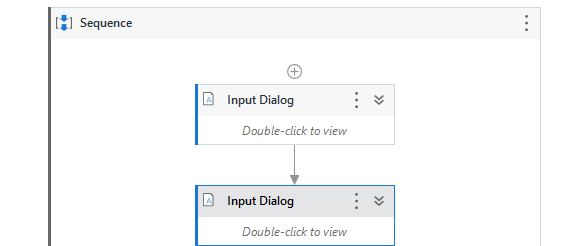 Sequence
Input Dialog
Double-click to view
Input Dialog
Double-click to view